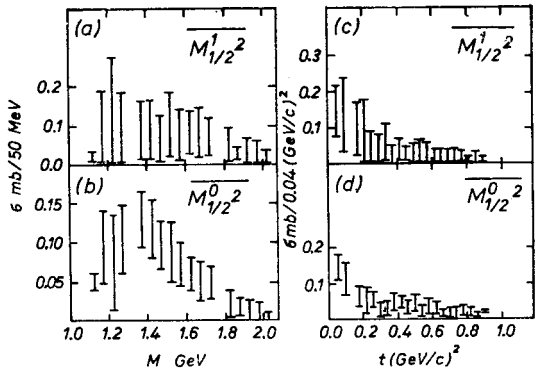 (a)
M¹₁/₂²
0.2
0.1
0.0
6 mb/50 MeV
(b)
M⁰₁/₂²
0.15
0.10
0.05
1.0 1.2 1.4 1.6 1.8 2.0
M GeV
(c)
M¹₁/₂²
0.3
0.2
0.1
6mb/0.04 (GeV/c)²
(d)
M⁰₁/₂²
0.2
0.1
0 0.2 0.4 0.6 0.8 1.0
t(GeV/c)²